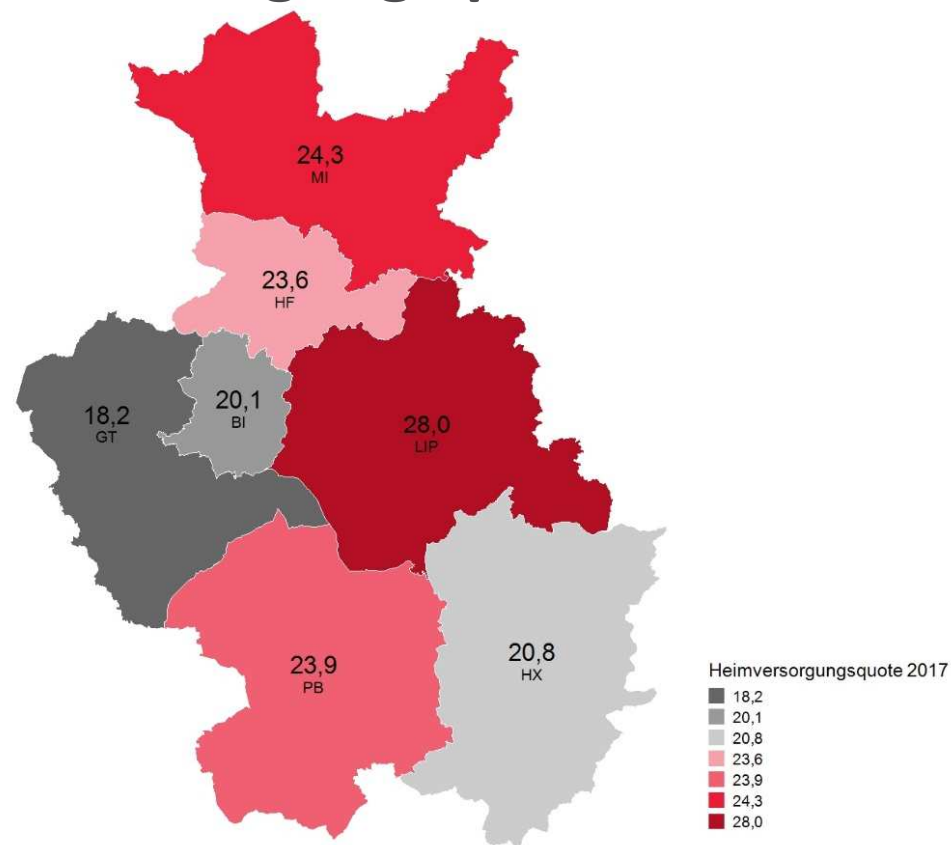 24,3
MI
23,6
HF
18,2
GT
20,1
BI
28,0
LIP
23,9
PB
20,8
HX
Heimversorgungsquote 2017
18,2
20,1
20,8
23,6
23,9
24,3
28,0